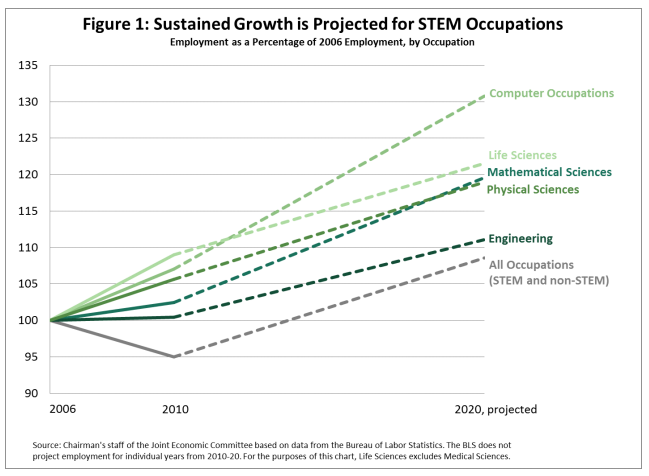 Figure 1: Sustained Growth is Projected for STEM Occupations
Employment as a Percentage of 2006 Employment, by Occupation
135
130
125
120
115
110
105
100
95
90
Computer Occupations
Life Sciences
Mathematical Sciences
Physical Sciences
Engineering
All Occupations
(STEM and non-STEM)
2006
2010
2020, projected
Source: Chairman's staff of the Joint Economic Committee based on data from the Bureau of Labor Statistics. The BLS does not
project employment for individual years from 2010-20. For the purposes of this chart, Life Sciences excludes Medical Sciences.